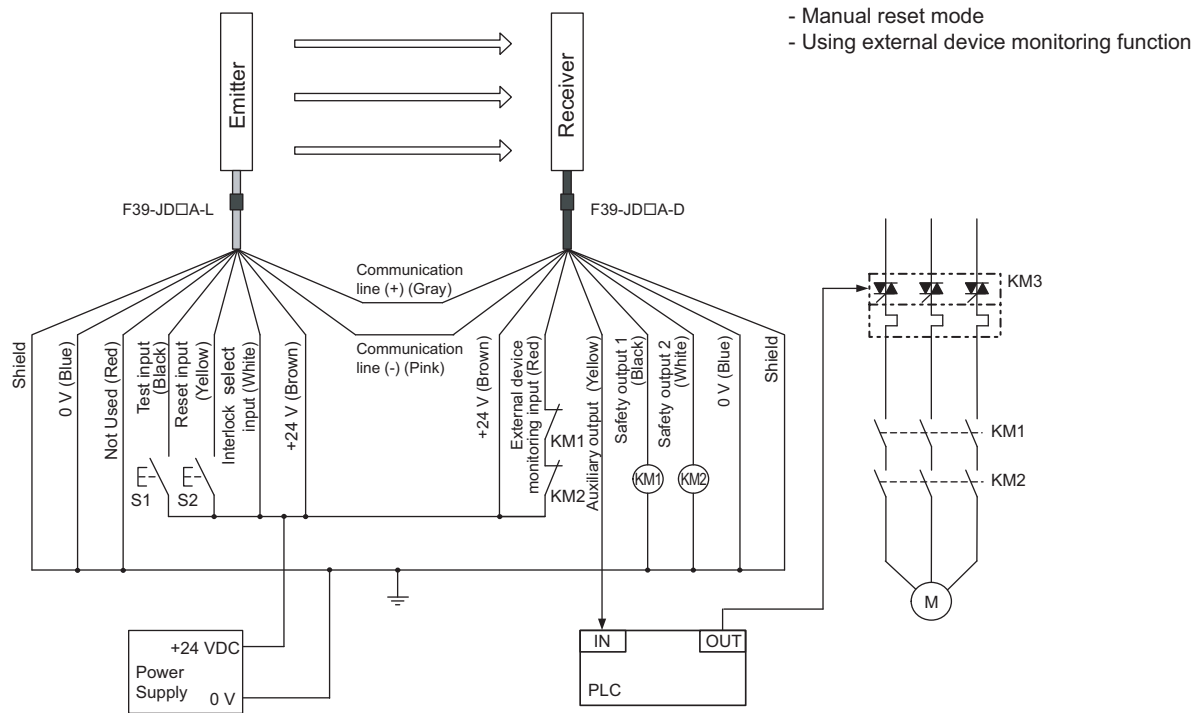 - Manual reset mode
- Using external device monitoring function
Emitter
Receiver
F39-JD□A-L
F39-JD□A-D
Communication
line (+) (Gray)
Communication
line (-) (Pink)
Shield
0 V (Blue)
Not Used (Red)
Test input
(Black)
Reset input
(Yellow)
Interlock select
input (White)
+24 V (Brown)
+24 V (Brown)
External device
monitoring input (Red)
Auxiliary output (Yellow)
Safety output 1
(Black)
Safety output 2
(White)
0 V (Blue)
Shield
S1
S2
KM1
KM2
KM1
KM2
KM3
KM1
KM2
M
+24 VDC
Power
Supply
0 V
IN
OUT
PLC